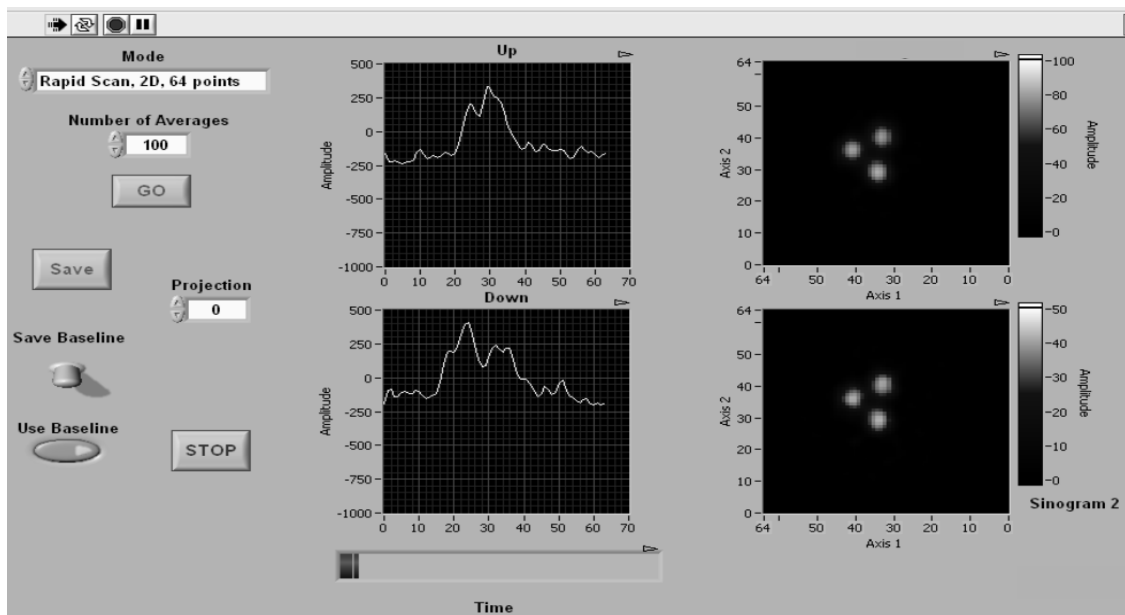 Mode
Rapid Scan, 2D, 64 points
Number of Averages
100
GO
Save
Projection
0
Save Baseline
Use Baseline
STOP
Up
500
250
0
-250
-500
-750
-1000
Amplitude
0 10 20 30 40 50 60 70
Down
500
250
0
-250
-500
-750
-1000
Amplitude
0 10 20 30 40 50 60 70
Time
64
50
40
30
20
10
0
Axis 2
64 50 40 30 20 10 0
Axis 1
100
80
60
40
20
0
Amplitude
64
50
40
30
20
10
0
Axis 2
64 50 40 30 20 10 0
Axis 1
50
40
30
20
10
0
Amplitude
Sinogram 2